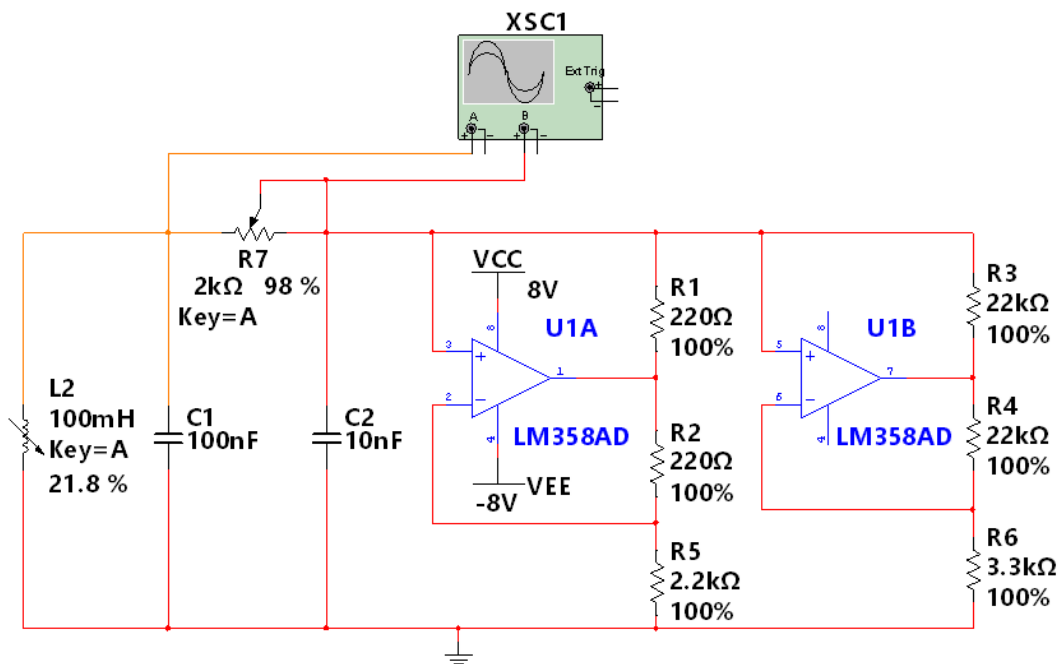 XSC1
Ext Trig
+
−
A
B
+
−
+
−
R7
2kΩ 98 %
Key=A
VCC
8V
U1A
8
3
+
1
2
−
4
LM358AD
VEE
-8V
R1
220Ω
100%
R2
220Ω
100%
R5
2.2kΩ
100%
U1B
8
5
+
7
6
−
4
LM358AD
R3
22kΩ
100%
R4
22kΩ
100%
R6
3.3kΩ
100%
L2
100mH
Key=A
21.8 %
C1
100nF
C2
10nF